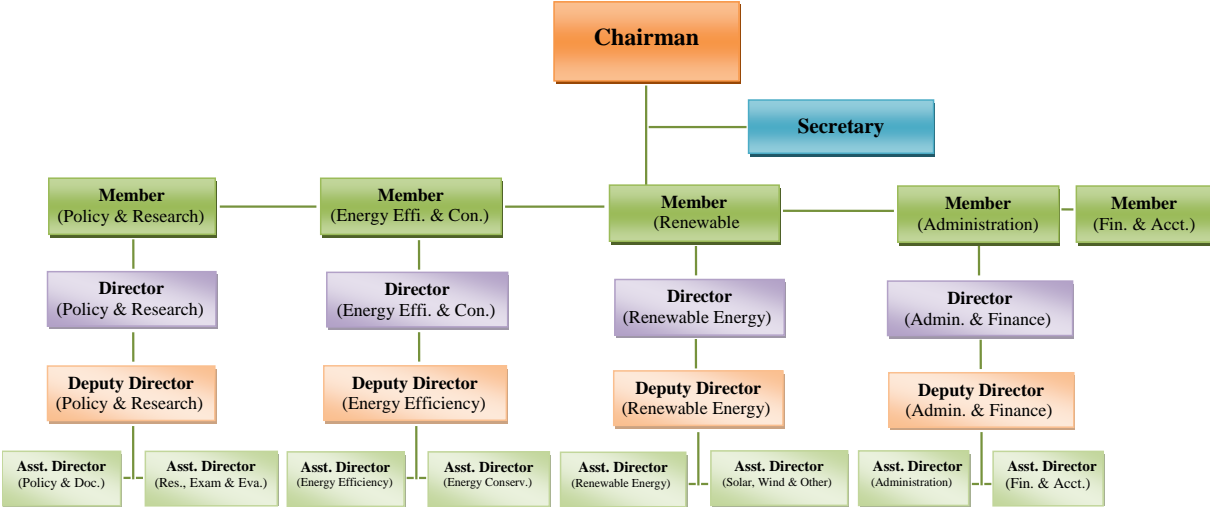 Chairman
Secretary
Member
(Policy & Research)
Member
(Energy Effi. & Con.)
Member
(Renewable
Member
(Administration)
Member
(Fin. & Acct.)
Director
(Policy & Research)
Director
(Energy Effi. & Con.)
Director
(Renewable Energy)
Director
(Admin. & Finance)
Deputy Director
(Policy & Research)
Deputy Director
(Energy Efficiency)
Deputy Director
(Renewable Energy)
Deputy Director
(Admin. & Finance)
Asst. Director
(Policy & Doc.)
Asst. Director
(Res., Exam & Eva.)
Asst. Director
(Energy Efficiency)
Asst. Director
(Energy Conserv.)
Asst. Director
(Renewable Energy)
Asst. Director
(Solar, Wind & Other)
Asst. Director
(Administration)
Asst. Director
(Fin. & Acct.)